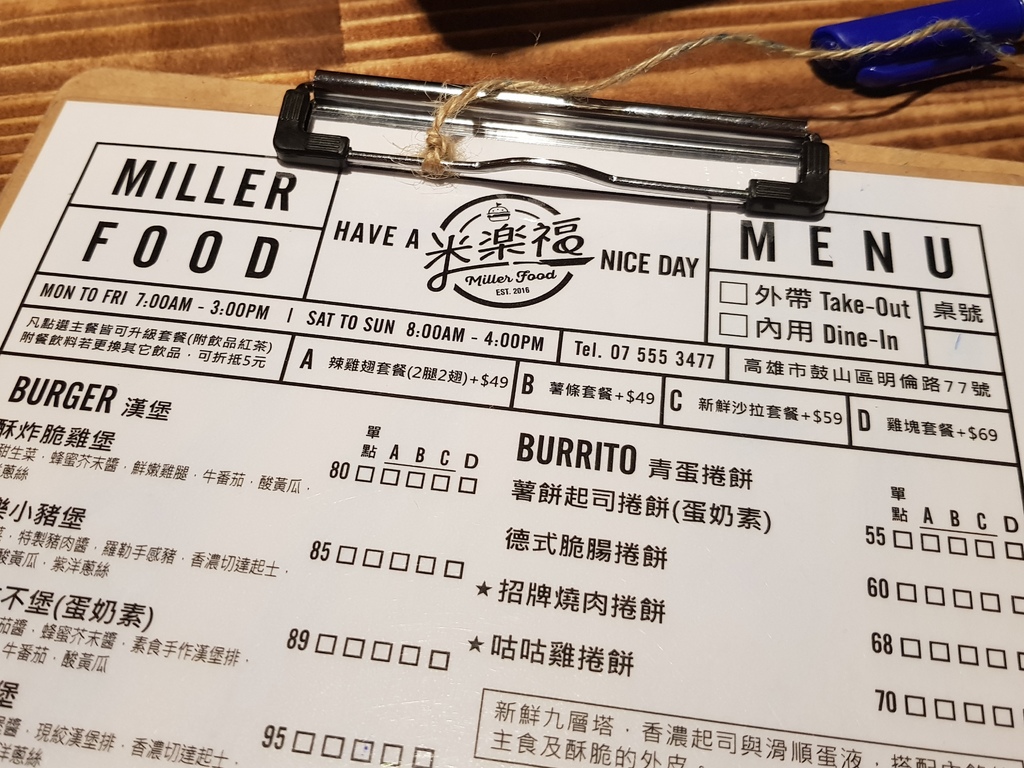 MILLER
FOOD
HAVE A
米楽福
Miller Food
EST. 2016
NICE DAY
MENU
外帶 Take-Out
內用 Dine-In
桌號
MON TO FRI 7:00AM - 3:00PM | SAT TO SUN 8:00AM - 4:00PM
Tel. 07 555 3477
高雄市鼓山區明倫路77號
凡點選主餐皆可升級套餐(附飲品紅茶)
附餐飲料若更換其它飲品，可折抵5元
A 辣雞翅套餐(2腿2翅)+$49
B 薯條套餐+$49
C 新鮮沙拉套餐+$59
D 雞塊套餐+$69
BURGER 漢堡
單點 A B C D
酥炸脆雞堡
80
甜生菜．蜂蜜芥末醬．鮮嫩雞腿．牛番茄．酸黃瓜．
蔥絲
小豬堡
85
特製豬肉醬．羅勒手感豬．香濃切達起士．
酸黃瓜．紫洋蔥絲
不堡(蛋奶素)
89
茄醬．蜂蜜芥末醬．素食手作漢堡排．
牛番茄．酸黃瓜
堡
95
醬．現絞漢堡排．香濃切達起士．
洋蔥絲
BURRITO 青蛋捲餅
單點 A B C D
薯餅起司捲餅(蛋奶素)
55
德式脆腸捲餅
60
★招牌燒肉捲餅
68
★咕咕雞捲餅
70
新鮮九層塔．香濃起司與滑順蛋液．搭配內
主食及酥脆的外皮．